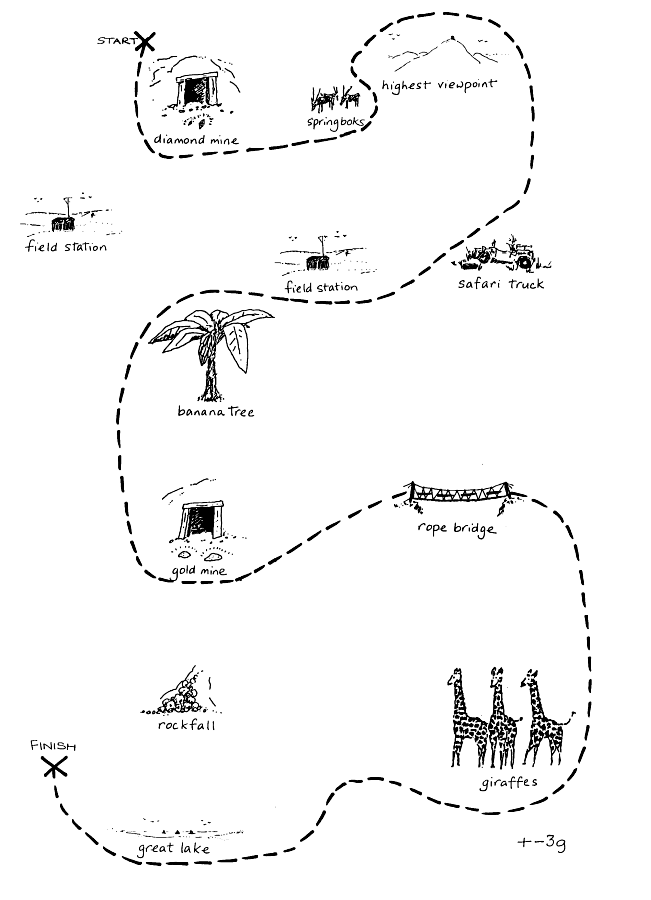 START
highest viewpoint
springboks
diamond mine
field station
field station
safari truck
banana tree
rope bridge
gold mine
rockfall
FINISH
giraffes
+-3g
great lake